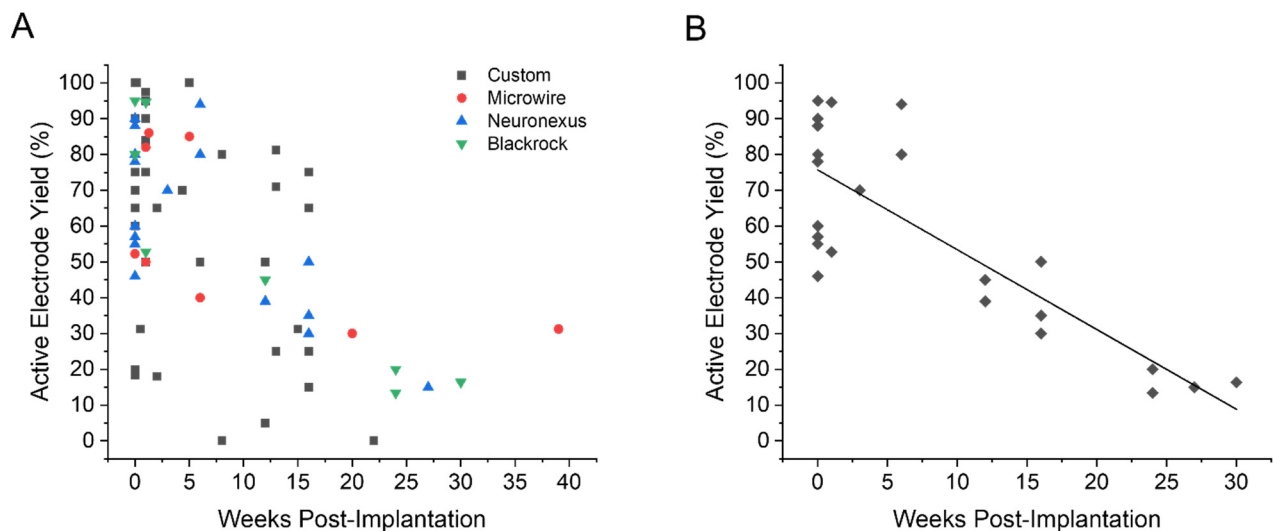 A
Active Electrode Yield (%)
100
90
80
70
60
50
40
30
20
10
0
0 5 10 15 20 25 30 35 40
Weeks Post-Implantation
Custom
Microwire
Neuronexus
Blackrock
B
Active Electrode Yield (%)
100
90
80
70
60
50
40
30
20
10
0
0 5 10 15 20 25 30
Weeks Post-Implantation